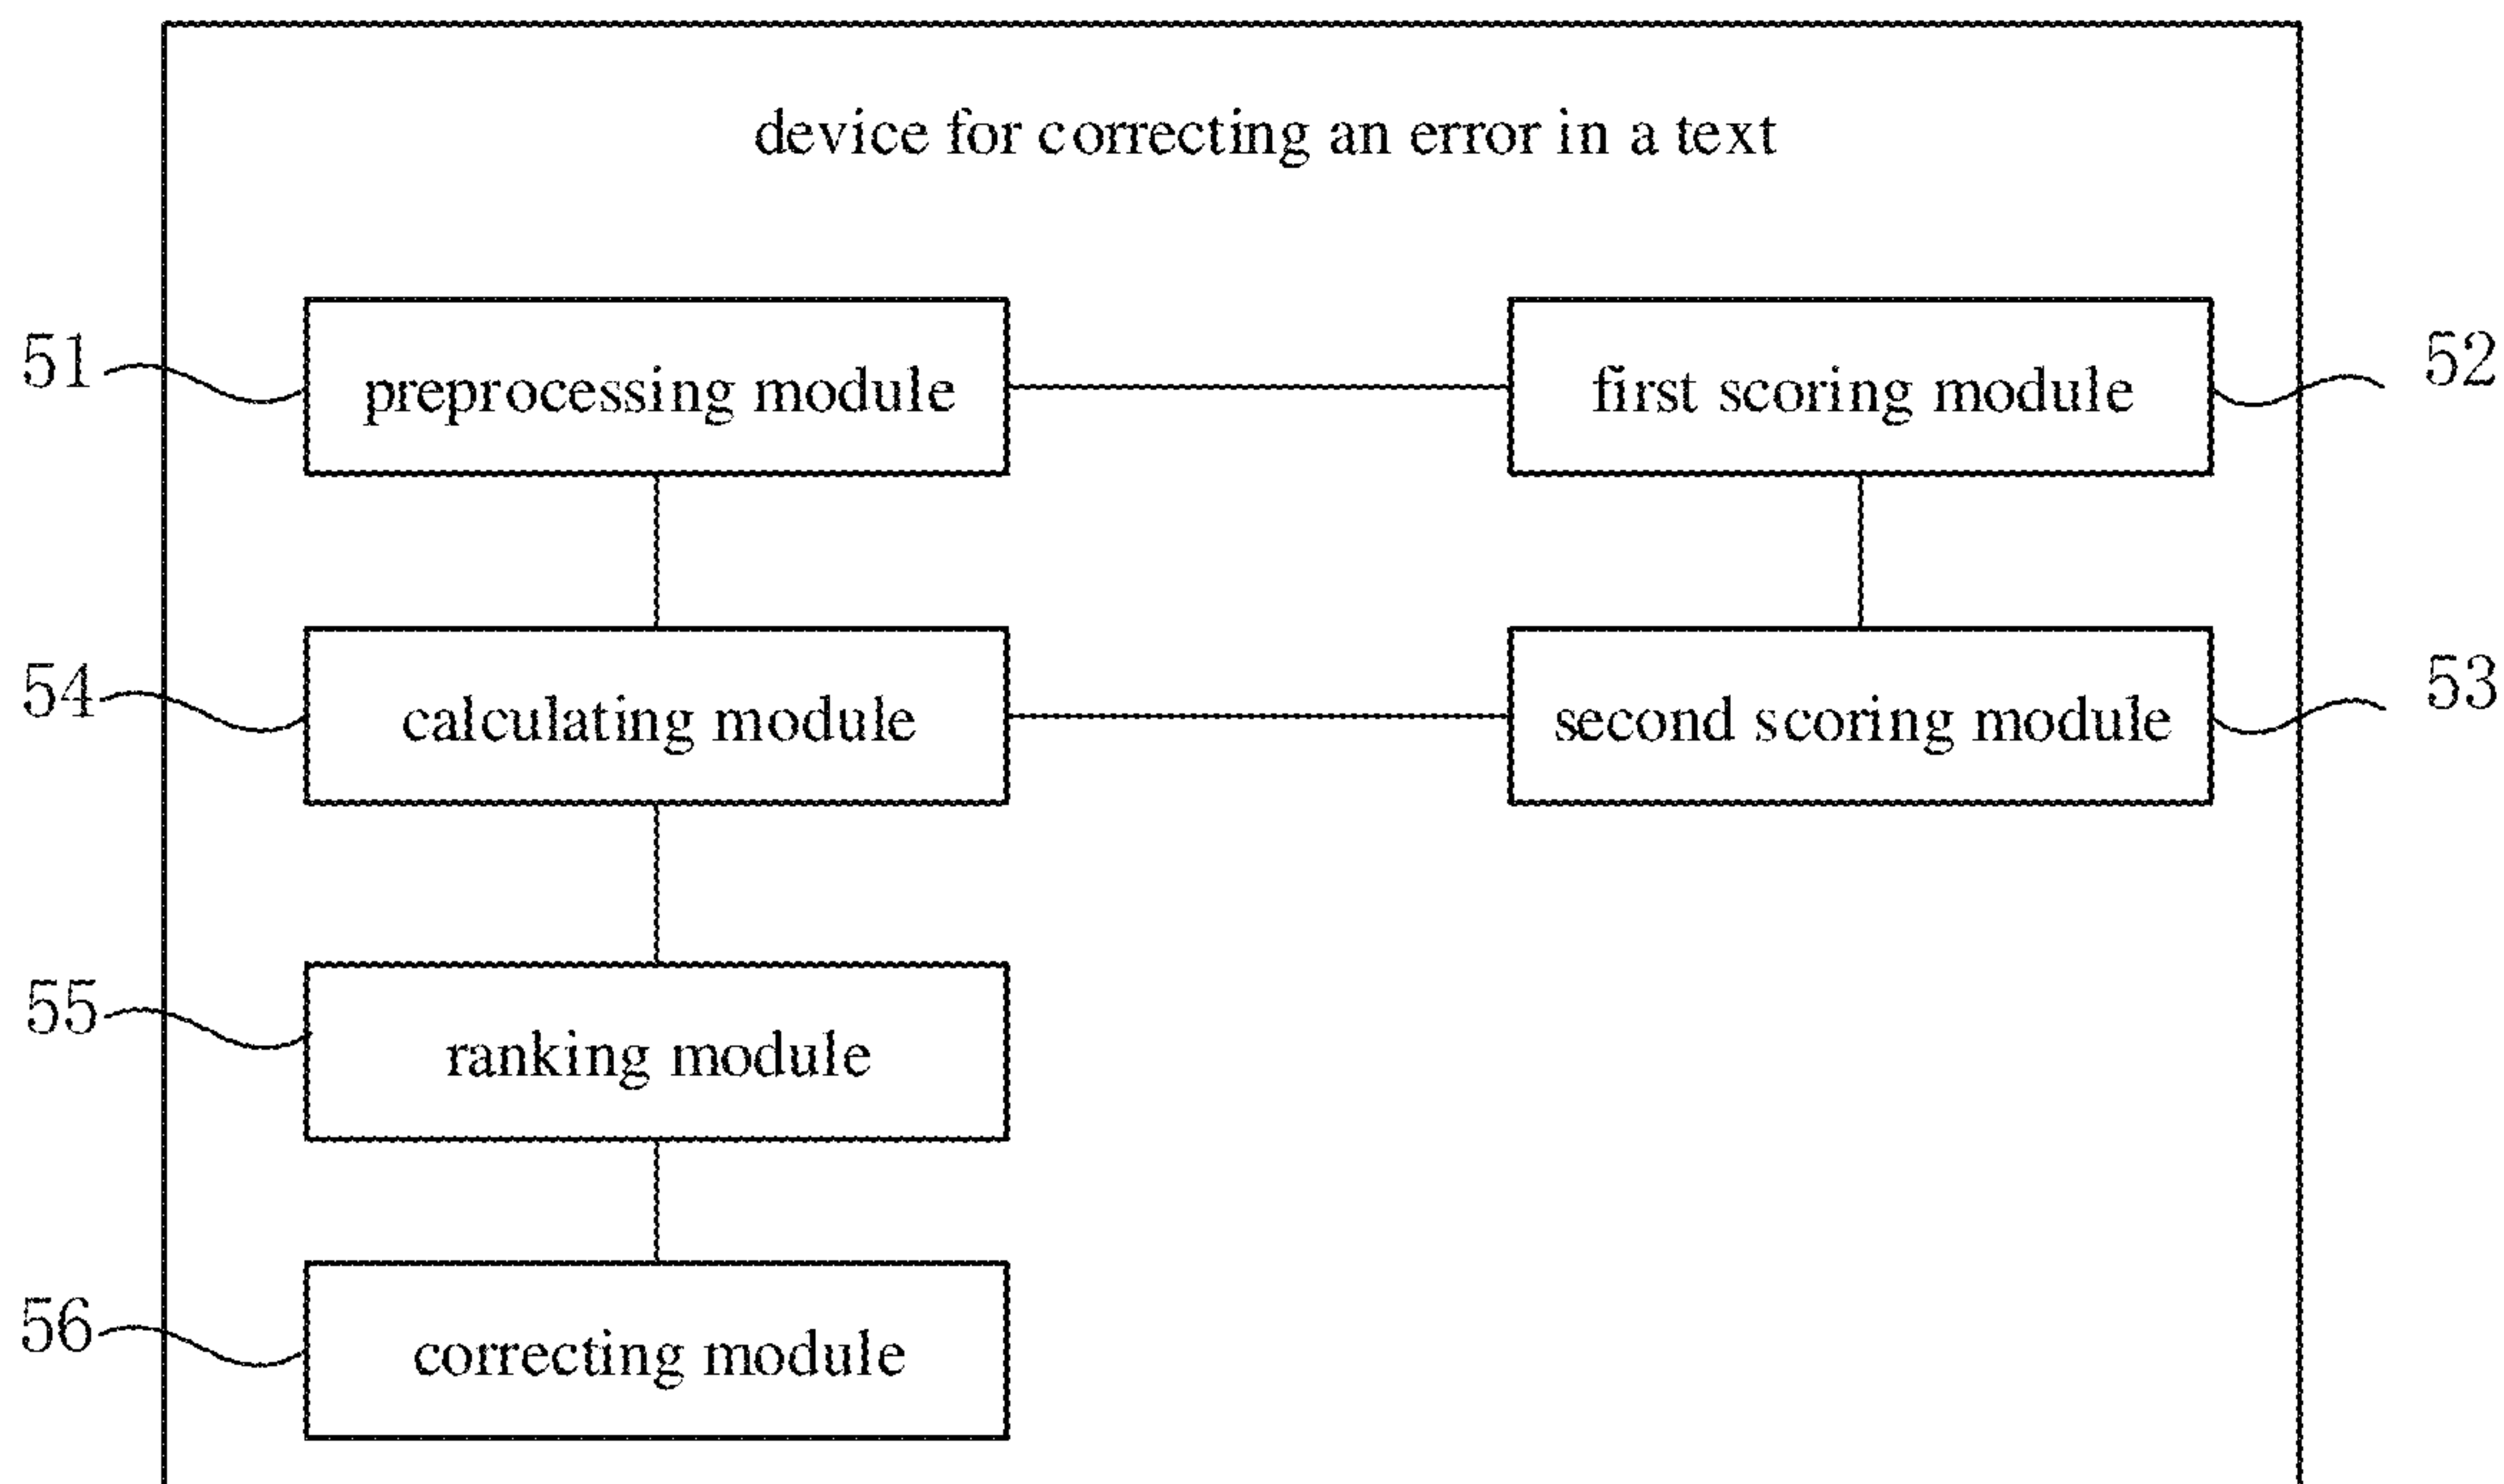 device for correcting an error in a text
51 preprocessing module first scoring module 52
54 calculating module second scoring module 53
55 ranking module
56 correcting module